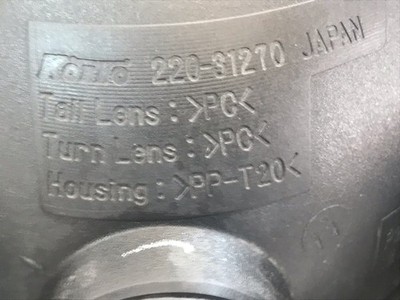 KOITO 220-81270 JAPAN
Tail Lens : >PC<
Turn Lens : >PC<
Housing : >PP-T20<